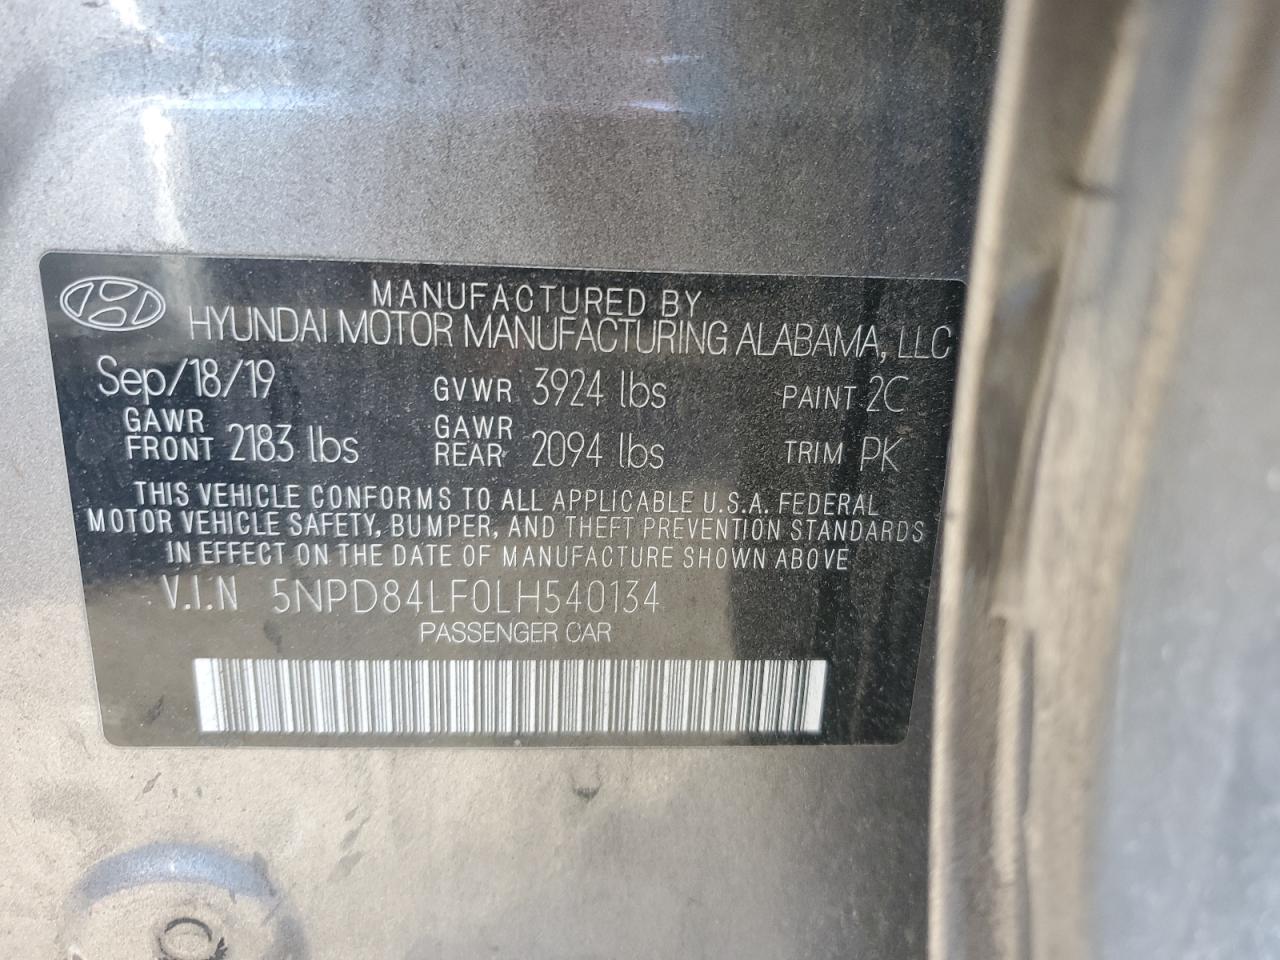 MANUFACTURED BY
HYUNDAI MOTOR MANUFACTURING ALABAMA, LLC
Sep/18/19 GVWR 3924 lbs PAINT 2C
GAWR FRONT 2183 lbs GAWR REAR 2094 lbs TRIM PK
THIS VEHICLE CONFORMS TO ALL APPLICABLE U.S.A. FEDERAL
MOTOR VEHICLE SAFETY, BUMPER, AND THEFT PREVENTION STANDARDS
IN EFFECT ON THE DATE OF MANUFACTURE SHOWN ABOVE
V.I.N 5NPD84LF0LH540134
PASSENGER CAR